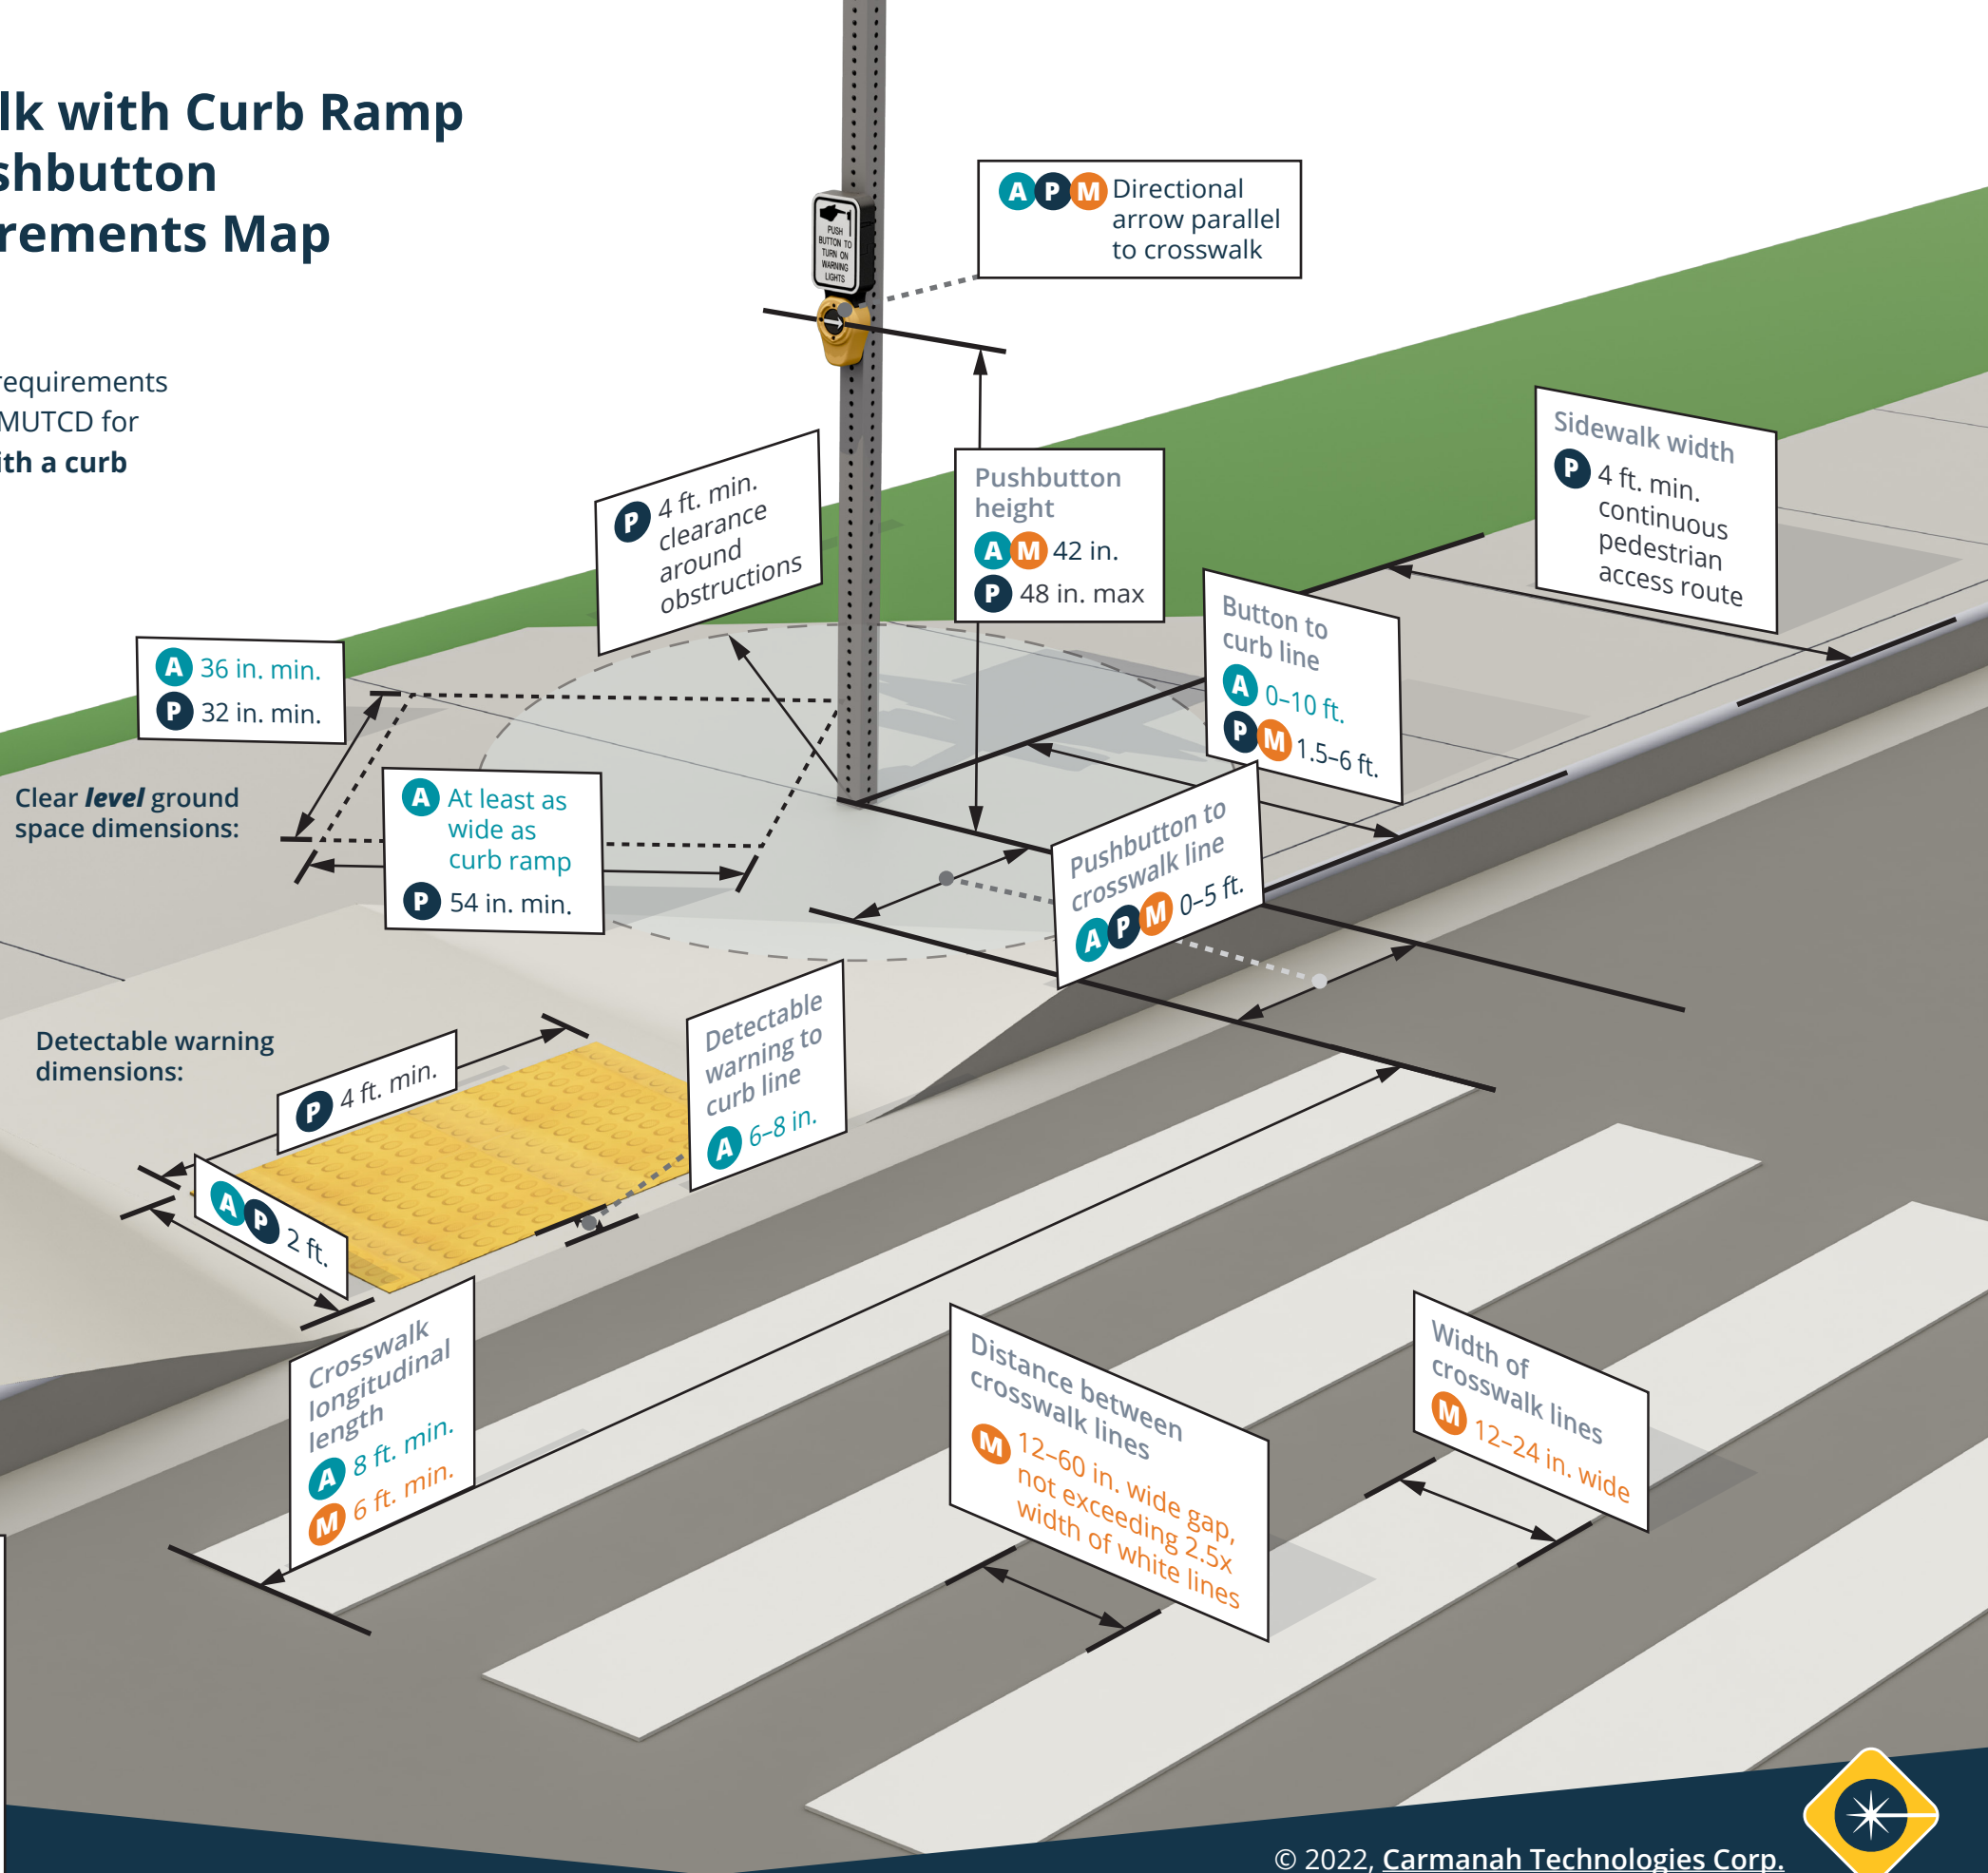 lk with Curb Ramp
shbutton
rements Map
requirements
MUTCD for
ith a curb
PUSH
BUTTON TO
TURN ON
WARNING
LIGHTS
A P M Directional
arrow parallel
to crosswalk
P 4 ft. min.
clearance
around
obstructions
Pushbutton
height
A M 42 in.
P 48 in. max
Sidewalk width
P 4 ft. min.
continuous
pedestrian
access route
Button to
curb line
A 0–10 ft.
P M 1.5–6 ft.
A 36 in. min.
P 32 in. min.
Clear level ground
space dimensions:
A At least as
wide as
curb ramp
P 54 in. min.
Pushbutton to
crosswalk line
A P M 0–5 ft.
Detectable warning
dimensions:
P 4 ft. min.
A P 2 ft.
Detectable
warning to
curb line
A 6–8 in.
Crosswalk
longitudinal
length
A 8 ft. min.
M 6 ft. min.
Distance between
crosswalk lines
M 12–60 in. wide gap,
not exceeding 2.5x
width of white lines
Width of
crosswalk lines
M 12–24 in. wide
© 2022, Carmanah Technologies Corp.